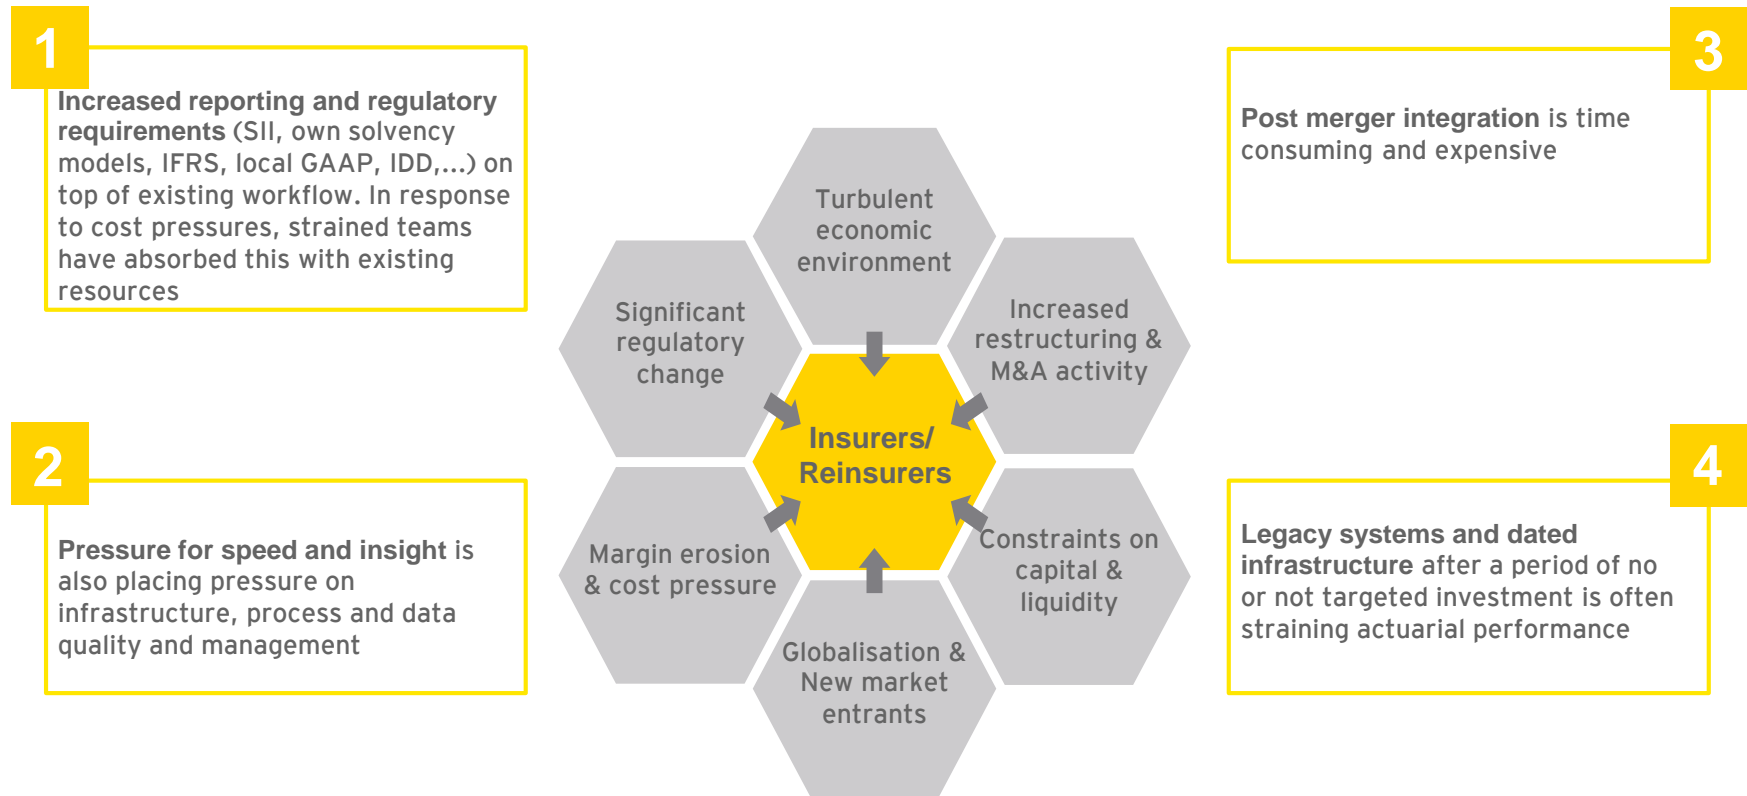 1
Increased reporting and regulatory
requirements (SII, own solvency
models, IFRS, local GAAP, IDD,...) on
top of existing workflow. In response
to cost pressures, strained teams
have absorbed this with existing
resources
2
Pressure for speed and insight is
also placing pressure on
infrastructure, process and data
quality and management
Turbulent
economic
environment
Significant
regulatory
change
Increased
restructuring &
M&A activity
Insurers/
Reinsurers
Margin erosion
& cost pressure
Constraints on
capital &
liquidity
Globalisation &
New market
entrants
3
Post merger integration is time
consuming and expensive
4
Legacy systems and dated
infrastructure after a period of no
or not targeted investment is often
straining actuarial performance